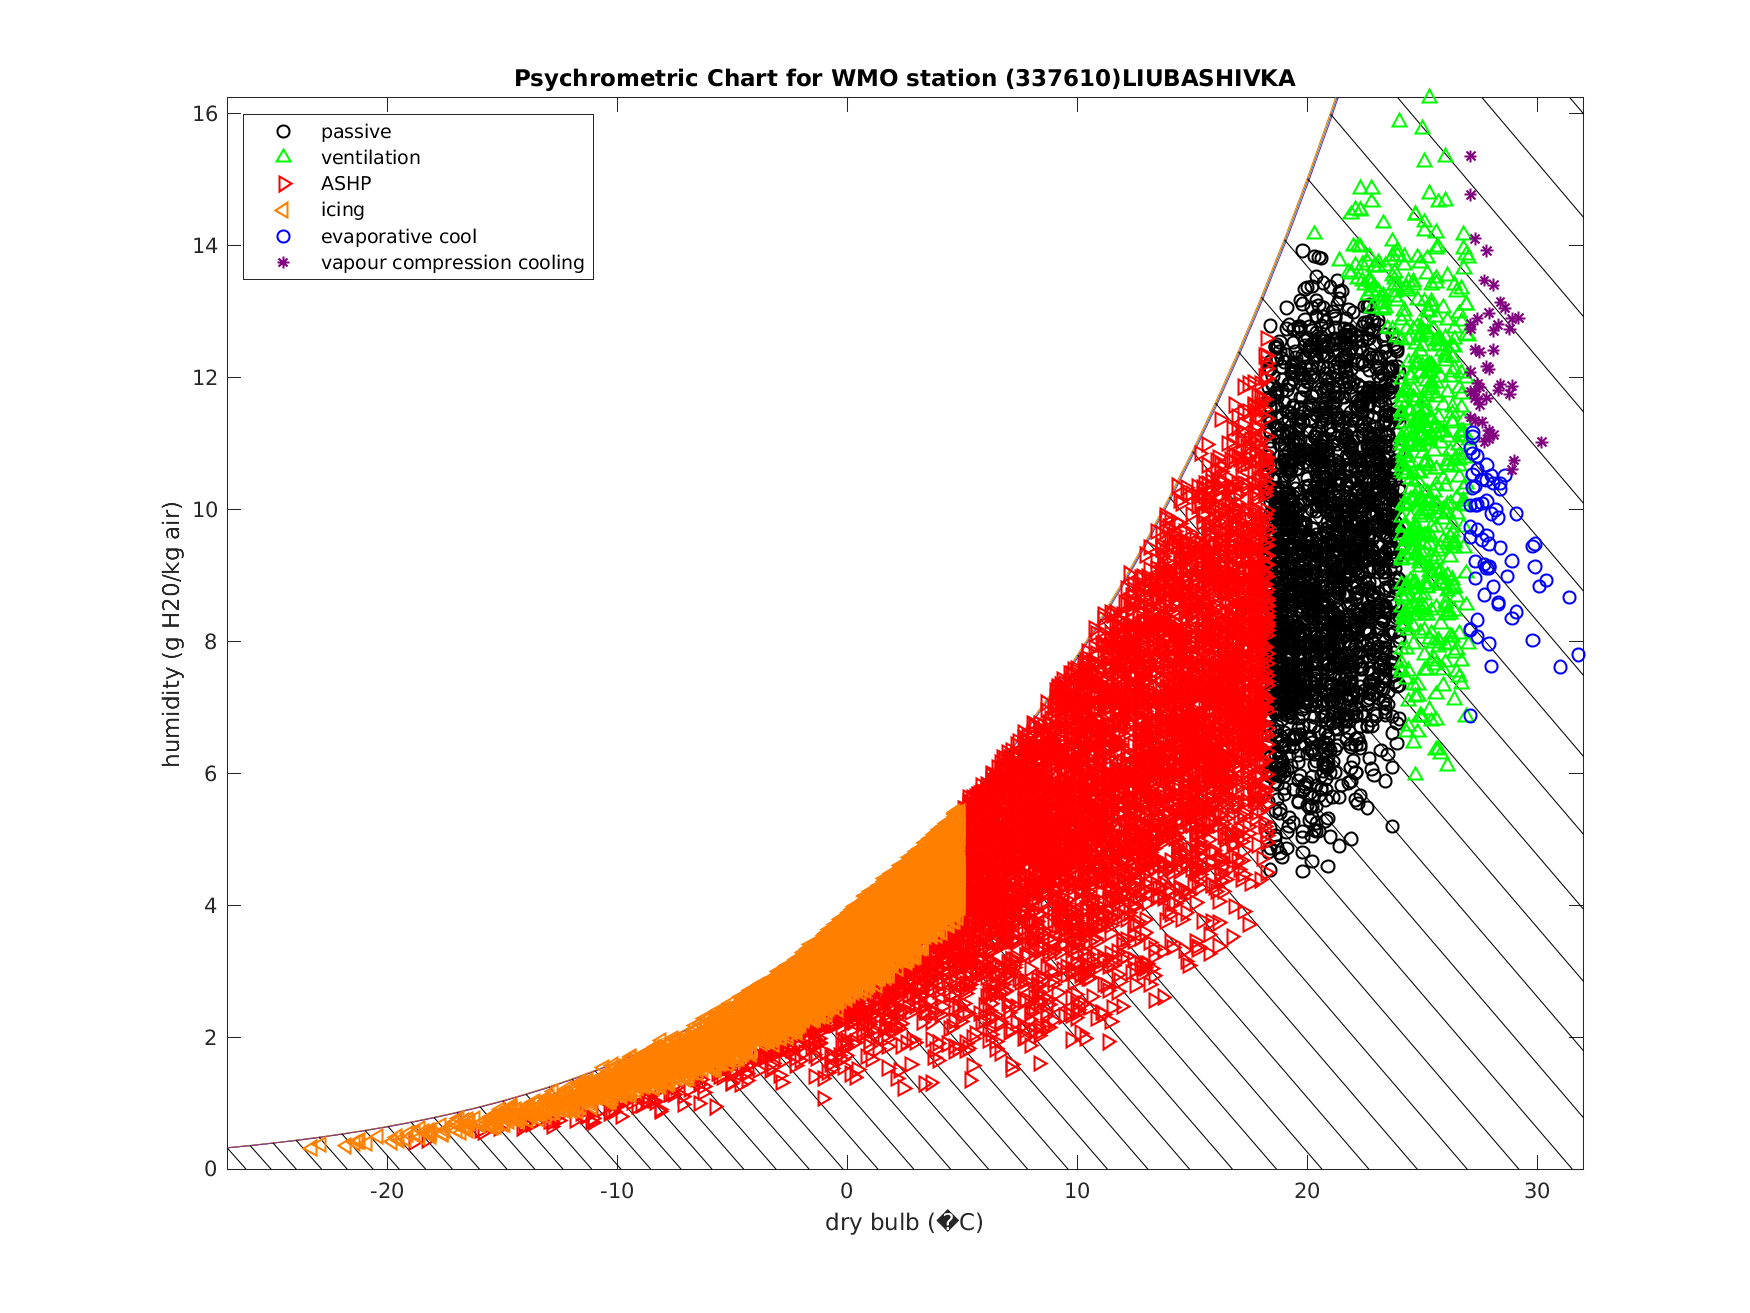 Psychrometric Chart for WMO station (337610)LIUBASHIVKA
passive
ventilation
ASHP
icing
evaporative cool
vapour compression cooling
humidity (g H20/kg air)
16
14
12
10
8
6
4
2
0
-20
-10
0
10
20
30
dry bulb (�C)